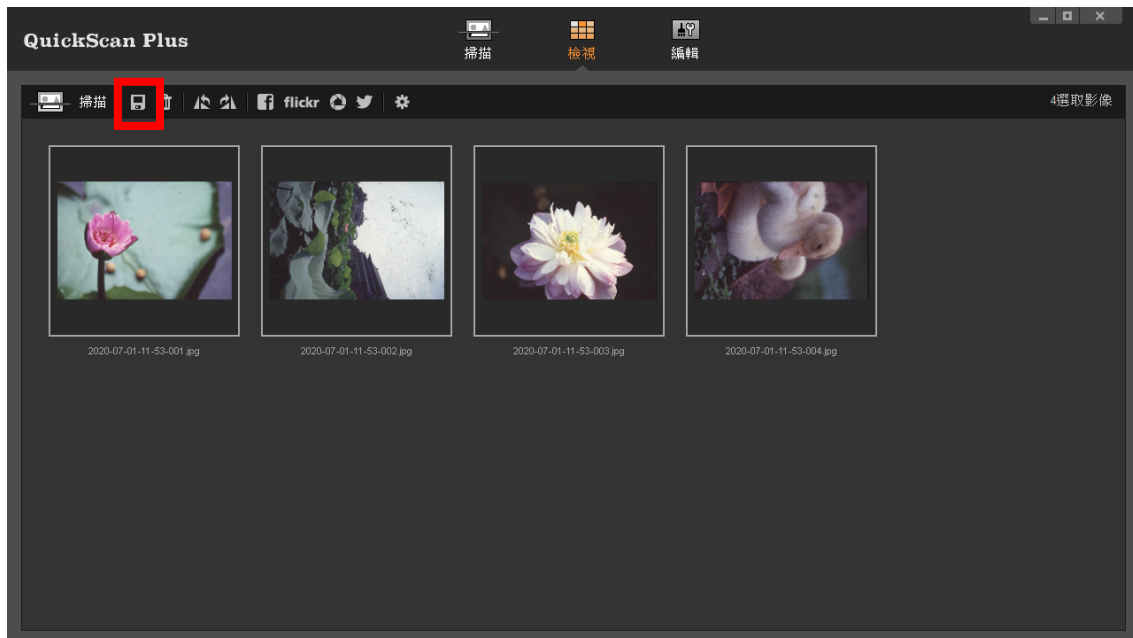 QuickScan Plus
掃描
檢視
編輯
掃描
flickr
4選取影像
2020-07-01-11-53-001.jpg
2020-07-01-11-53-002.jpg
2020-07-01-11-53-003.jpg
2020-07-01-11-53-004.jpg